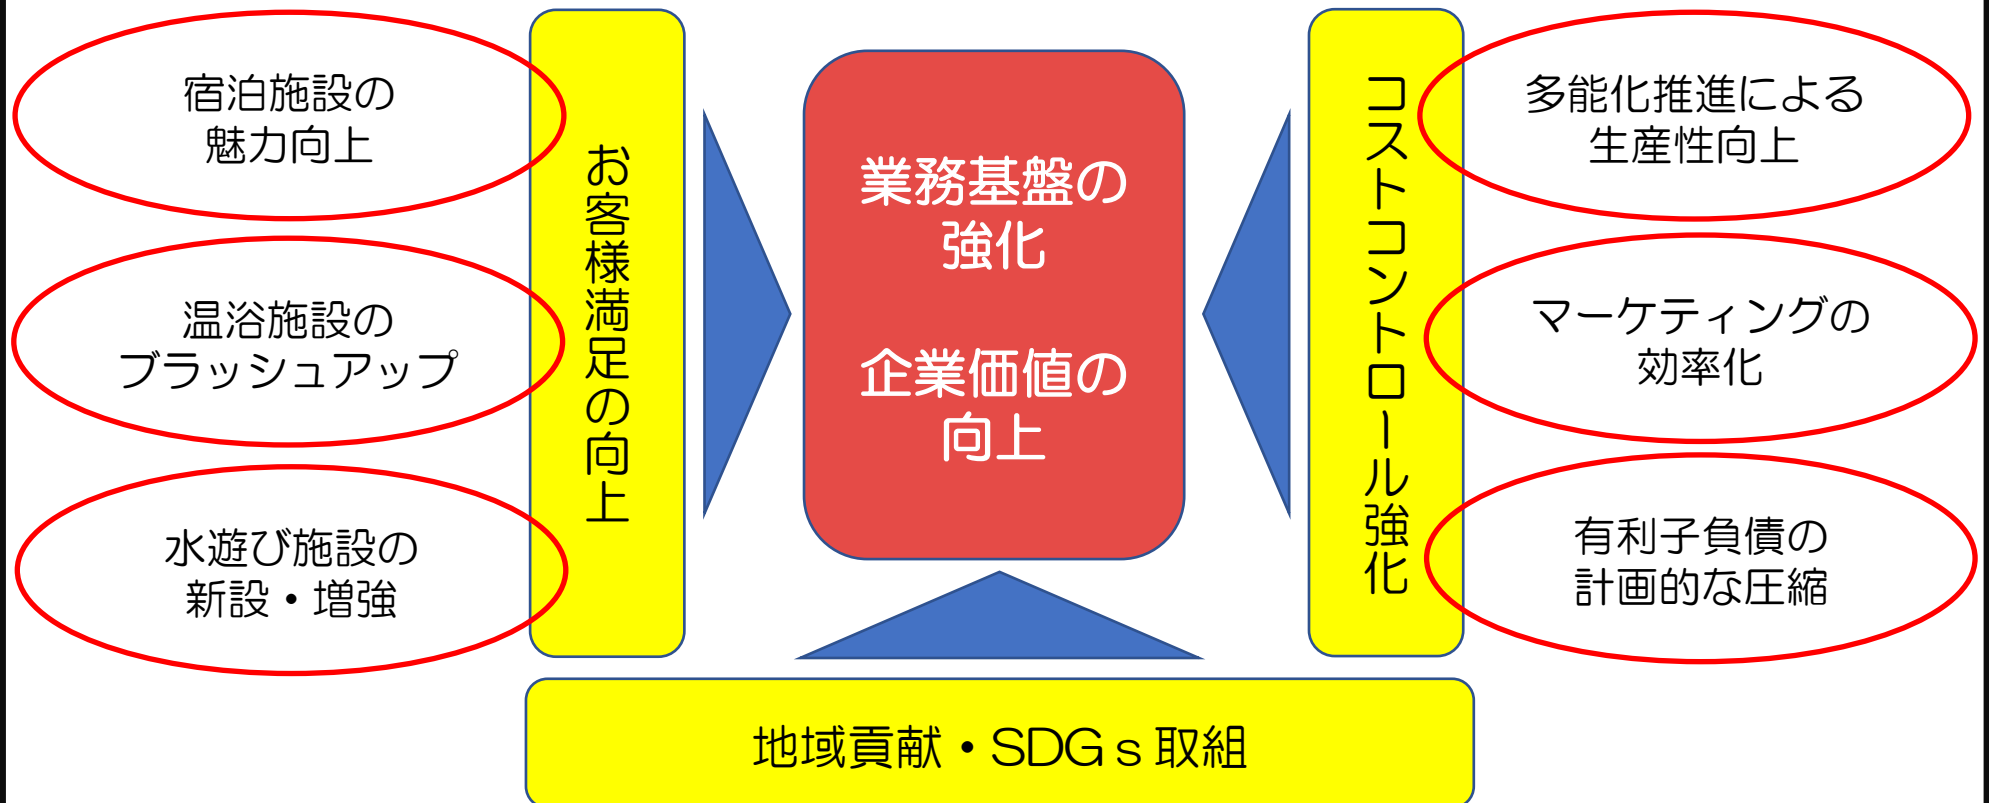 宿泊施設の
魅力向上
温浴施設の
ブラッシュアップ
水遊び施設の
新設・増強
お客様満足の向上
業務基盤の
強化
企業価値の
向上
コストコントロール強化
多能化推進による
生産性向上
マーケティングの
効率化
有利子負債の
計画的な圧縮
地域貢献・SDGｓ取組